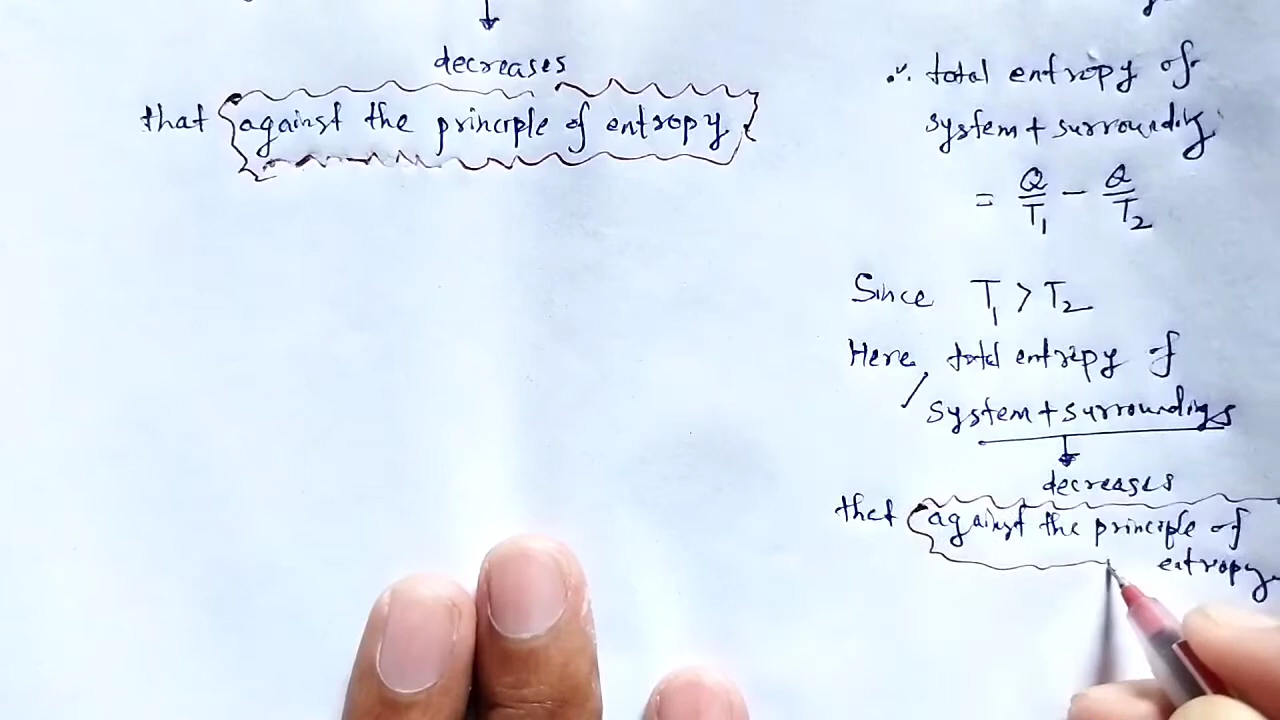 decreases
that against the principle of entropy
∴ total entropy of
system + surrounding
= Q/T₁ - Q/T₂
Since T₁ > T₂
Here, total entropy of
system + surroundings
decreases
that against the principle of
entropy